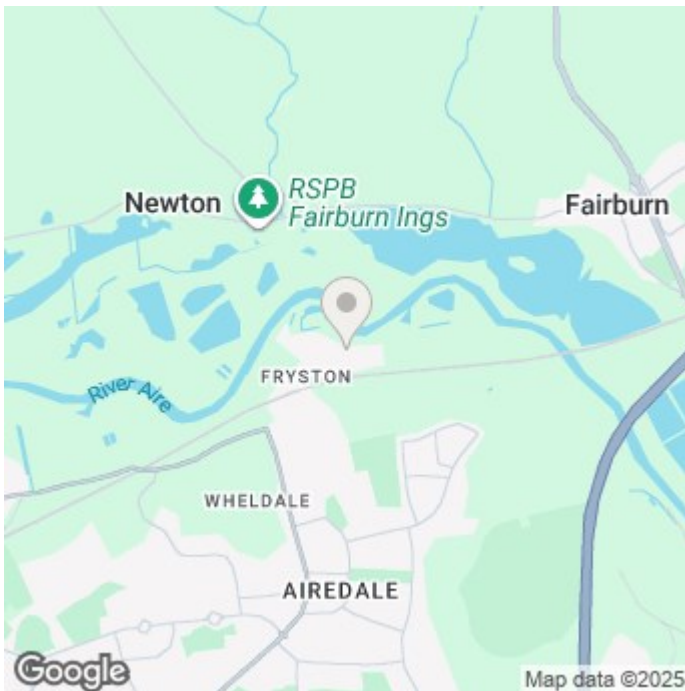 RSPB
Fairburn Ings
Newton
Fairburn
River Aire
FRYSTON
WHELDALE
AIREDALE
Google
Map data ©2025